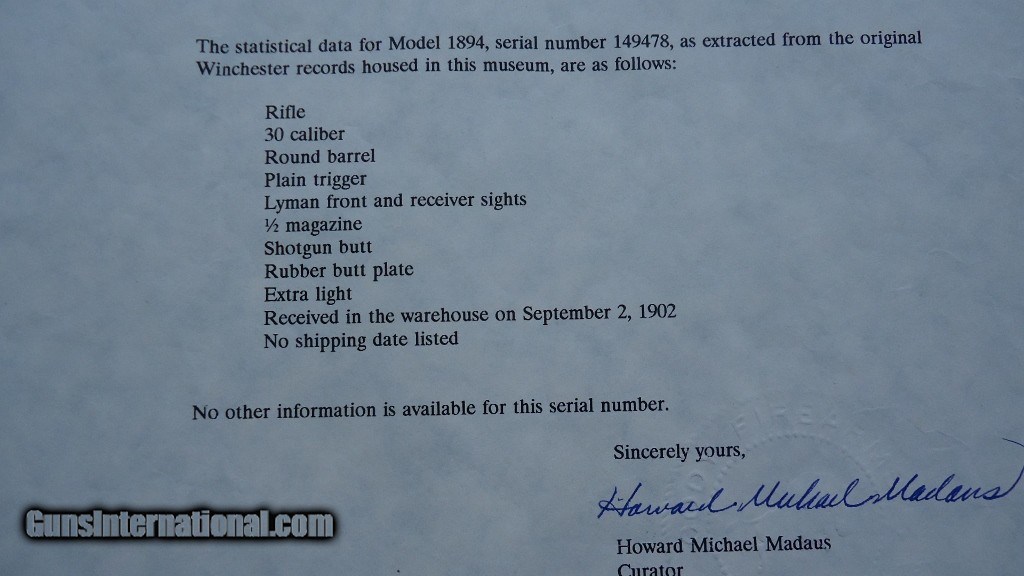 The statistical data for Model 1894, serial number 149478, as extracted from the original
Winchester records housed in this museum, are as follows:
Rifle
30 caliber
Round barrel
Plain trigger
Lyman front and receiver sights
½ magazine
Shotgun butt
Rubber butt plate
Extra light
Received in the warehouse on September 2, 1902
No shipping date listed
No other information is available for this serial number.
Sincerely yours,
Howard Michael Madaus
Howard Michael Madaus
Curator
GunsInternational.com